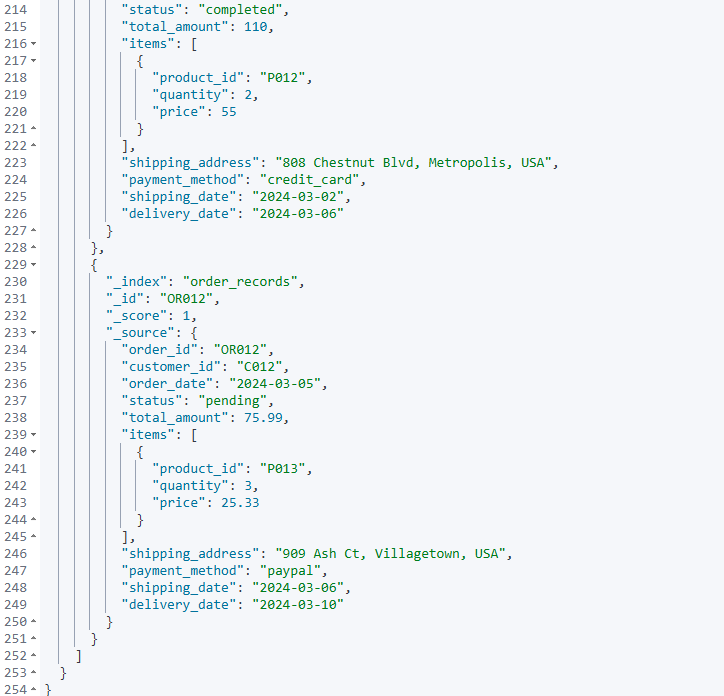 214 "status": "completed",
215 "total_amount": 110,
216 "items": [
217 {
218 "product_id": "P012",
219 "quantity": 2,
220 "price": 55
221 }
222 ],
223 "shipping_address": "808 Chestnut Blvd, Metropolis, USA",
224 "payment_method": "credit_card",
225 "shipping_date": "2024-03-02",
226 "delivery_date": "2024-03-06"
227 }
228 },
229 {
230 "_index": "order_records",
231 "_id": "OR012",
232 "_score": 1,
233 "_source": {
234 "order_id": "OR012",
235 "customer_id": "C012",
236 "order_date": "2024-03-05",
237 "status": "pending",
238 "total_amount": 75.99,
239 "items": [
240 {
241 "product_id": "P013",
242 "quantity": 3,
243 "price": 25.33
244 }
245 ],
246 "shipping_address": "909 Ash Ct, Villagetown, USA",
247 "payment_method": "paypal",
248 "shipping_date": "2024-03-06",
249 "delivery_date": "2024-03-10"
250 }
251 }
252 ]
253 }
254 }